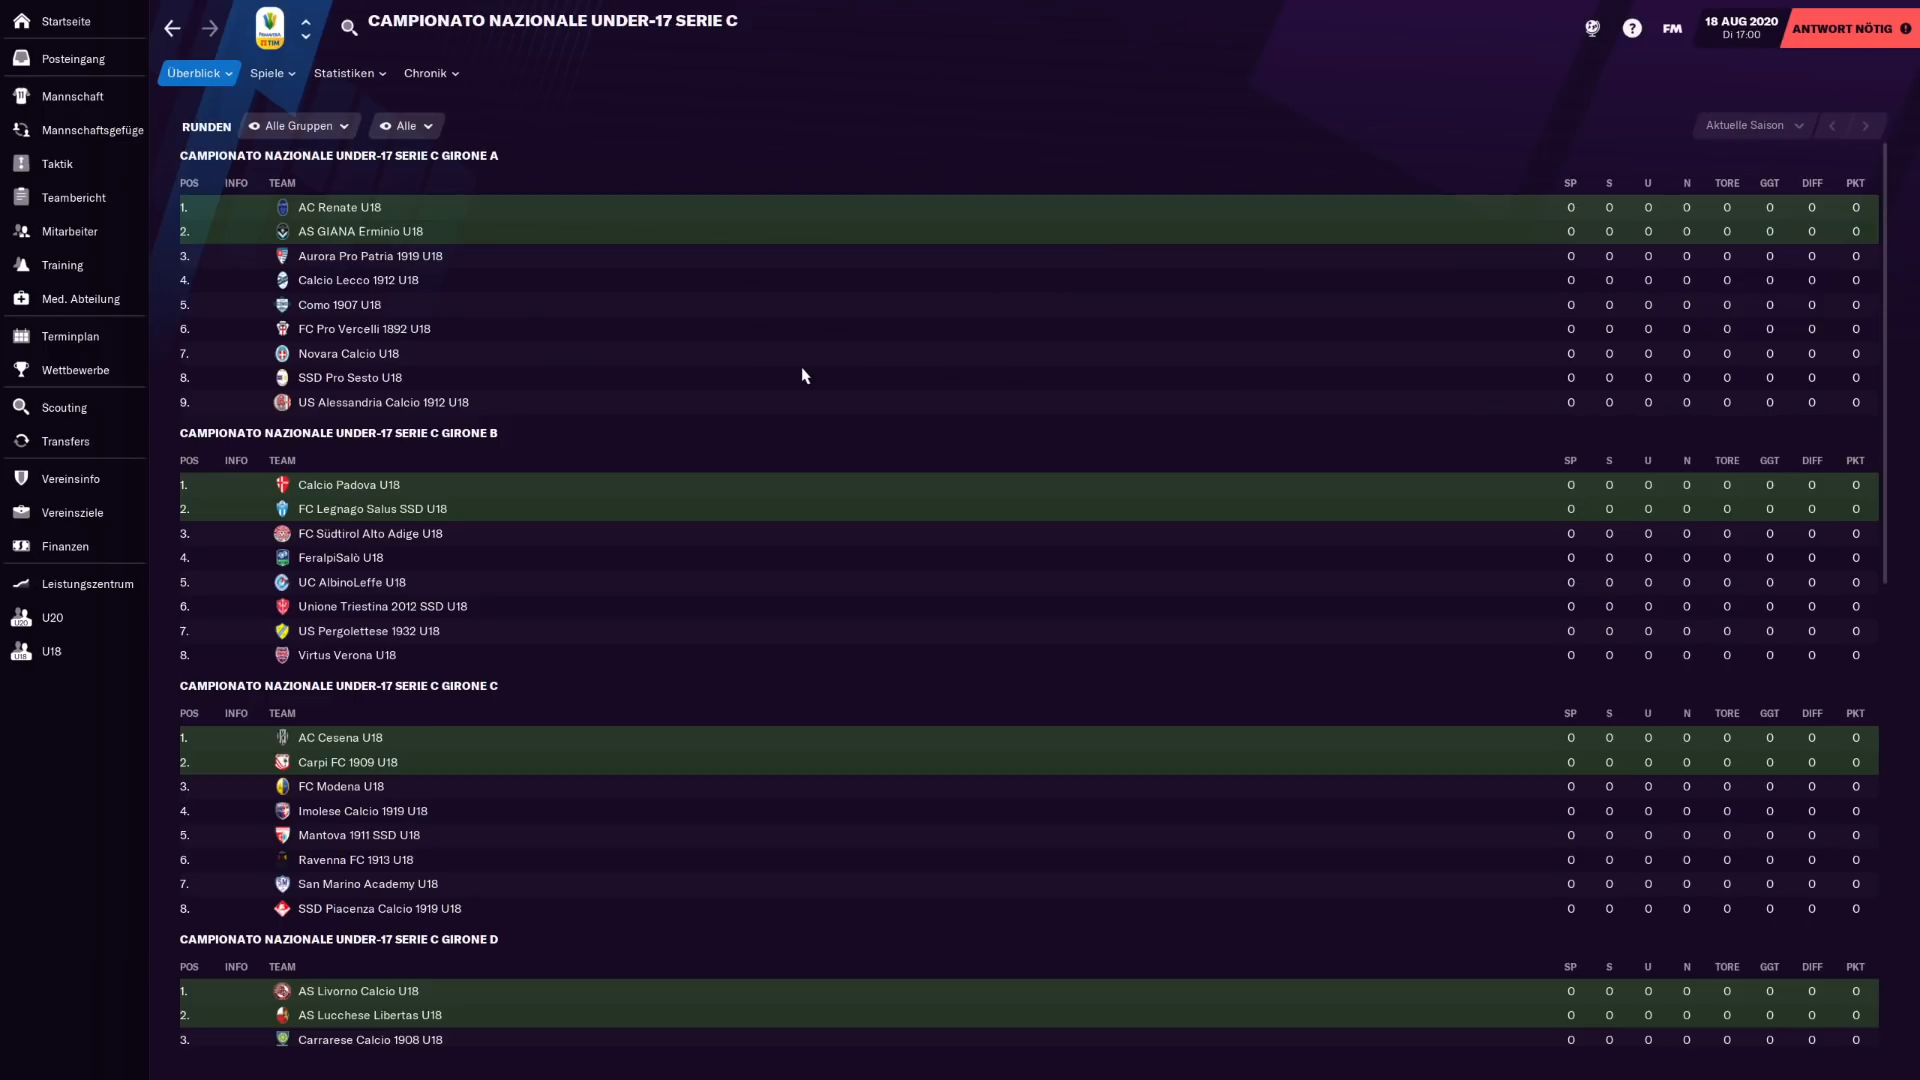 Startseite
Posteingang
Mannschaft
Mannschaftsgefüge
Taktik
Teambericht
Mitarbeiter
Training
Med. Abteilung
Terminplan
Wettbewerbe
Scouting
Transfers
Vereinsinfo
Vereinsziele
Finanzen
Leistungszentrum
U20
U18
CAMPIONATO NAZIONALE UNDER-17 SERIE C
FM
18 AUG 2020
Di 17:00
ANTWORT NÖTIG
Überblick Spiele Statistiken Chronik
RUNDEN Alle Gruppen Alle Aktuelle Saison
CAMPIONATO NAZIONALE UNDER-17 SERIE C GIRONE A
POS INFO TEAM SP S U N TORE GGT DIFF PKT
1. AC Renate U18 0 0 0 0 0 0 0 0
2. AS GIANA Erminio U18 0 0 0 0 0 0 0 0
3. Aurora Pro Patria 1919 U18 0 0 0 0 0 0 0 0
4. Calcio Lecco 1912 U18 0 0 0 0 0 0 0 0
5. Como 1907 U18 0 0 0 0 0 0 0 0
6. FC Pro Vercelli 1892 U18 0 0 0 0 0 0 0 0
7. Novara Calcio U18 0 0 0 0 0 0 0 0
8. SSD Pro Sesto U18 0 0 0 0 0 0 0 0
9. US Alessandria Calcio 1912 U18 0 0 0 0 0 0 0 0
CAMPIONATO NAZIONALE UNDER-17 SERIE C GIRONE B
POS INFO TEAM SP S U N TORE GGT DIFF PKT
1. Calcio Padova U18 0 0 0 0 0 0 0 0
2. FC Legnago Salus SSD U18 0 0 0 0 0 0 0 0
3. FC Südtirol Alto Adige U18 0 0 0 0 0 0 0 0
4. FeralpiSalò U18 0 0 0 0 0 0 0 0
5. UC AlbinoLeffe U18 0 0 0 0 0 0 0 0
6. Unione Triestina 2012 SSD U18 0 0 0 0 0 0 0 0
7. US Pergolettese 1932 U18 0 0 0 0 0 0 0 0
8. Virtus Verona U18 0 0 0 0 0 0 0 0
CAMPIONATO NAZIONALE UNDER-17 SERIE C GIRONE C
POS INFO TEAM SP S U N TORE GGT DIFF PKT
1. AC Cesena U18 0 0 0 0 0 0 0 0
2. Carpi FC 1909 U18 0 0 0 0 0 0 0 0
3. FC Modena U18 0 0 0 0 0 0 0 0
4. Imolese Calcio 1919 U18 0 0 0 0 0 0 0 0
5. Mantova 1911 SSD U18 0 0 0 0 0 0 0 0
6. Ravenna FC 1913 U18 0 0 0 0 0 0 0 0
7. San Marino Academy U18 0 0 0 0 0 0 0 0
8. SSD Piacenza Calcio 1919 U18 0 0 0 0 0 0 0 0
CAMPIONATO NAZIONALE UNDER-17 SERIE C GIRONE D
POS INFO TEAM SP S U N TORE GGT DIFF PKT
1. AS Livorno Calcio U18 0 0 0 0 0 0 0 0
2. AS Lucchese Libertas U18 0 0 0 0 0 0 0 0
3. Carrarese Calcio 1908 U18 0 0 0 0 0 0 0 0